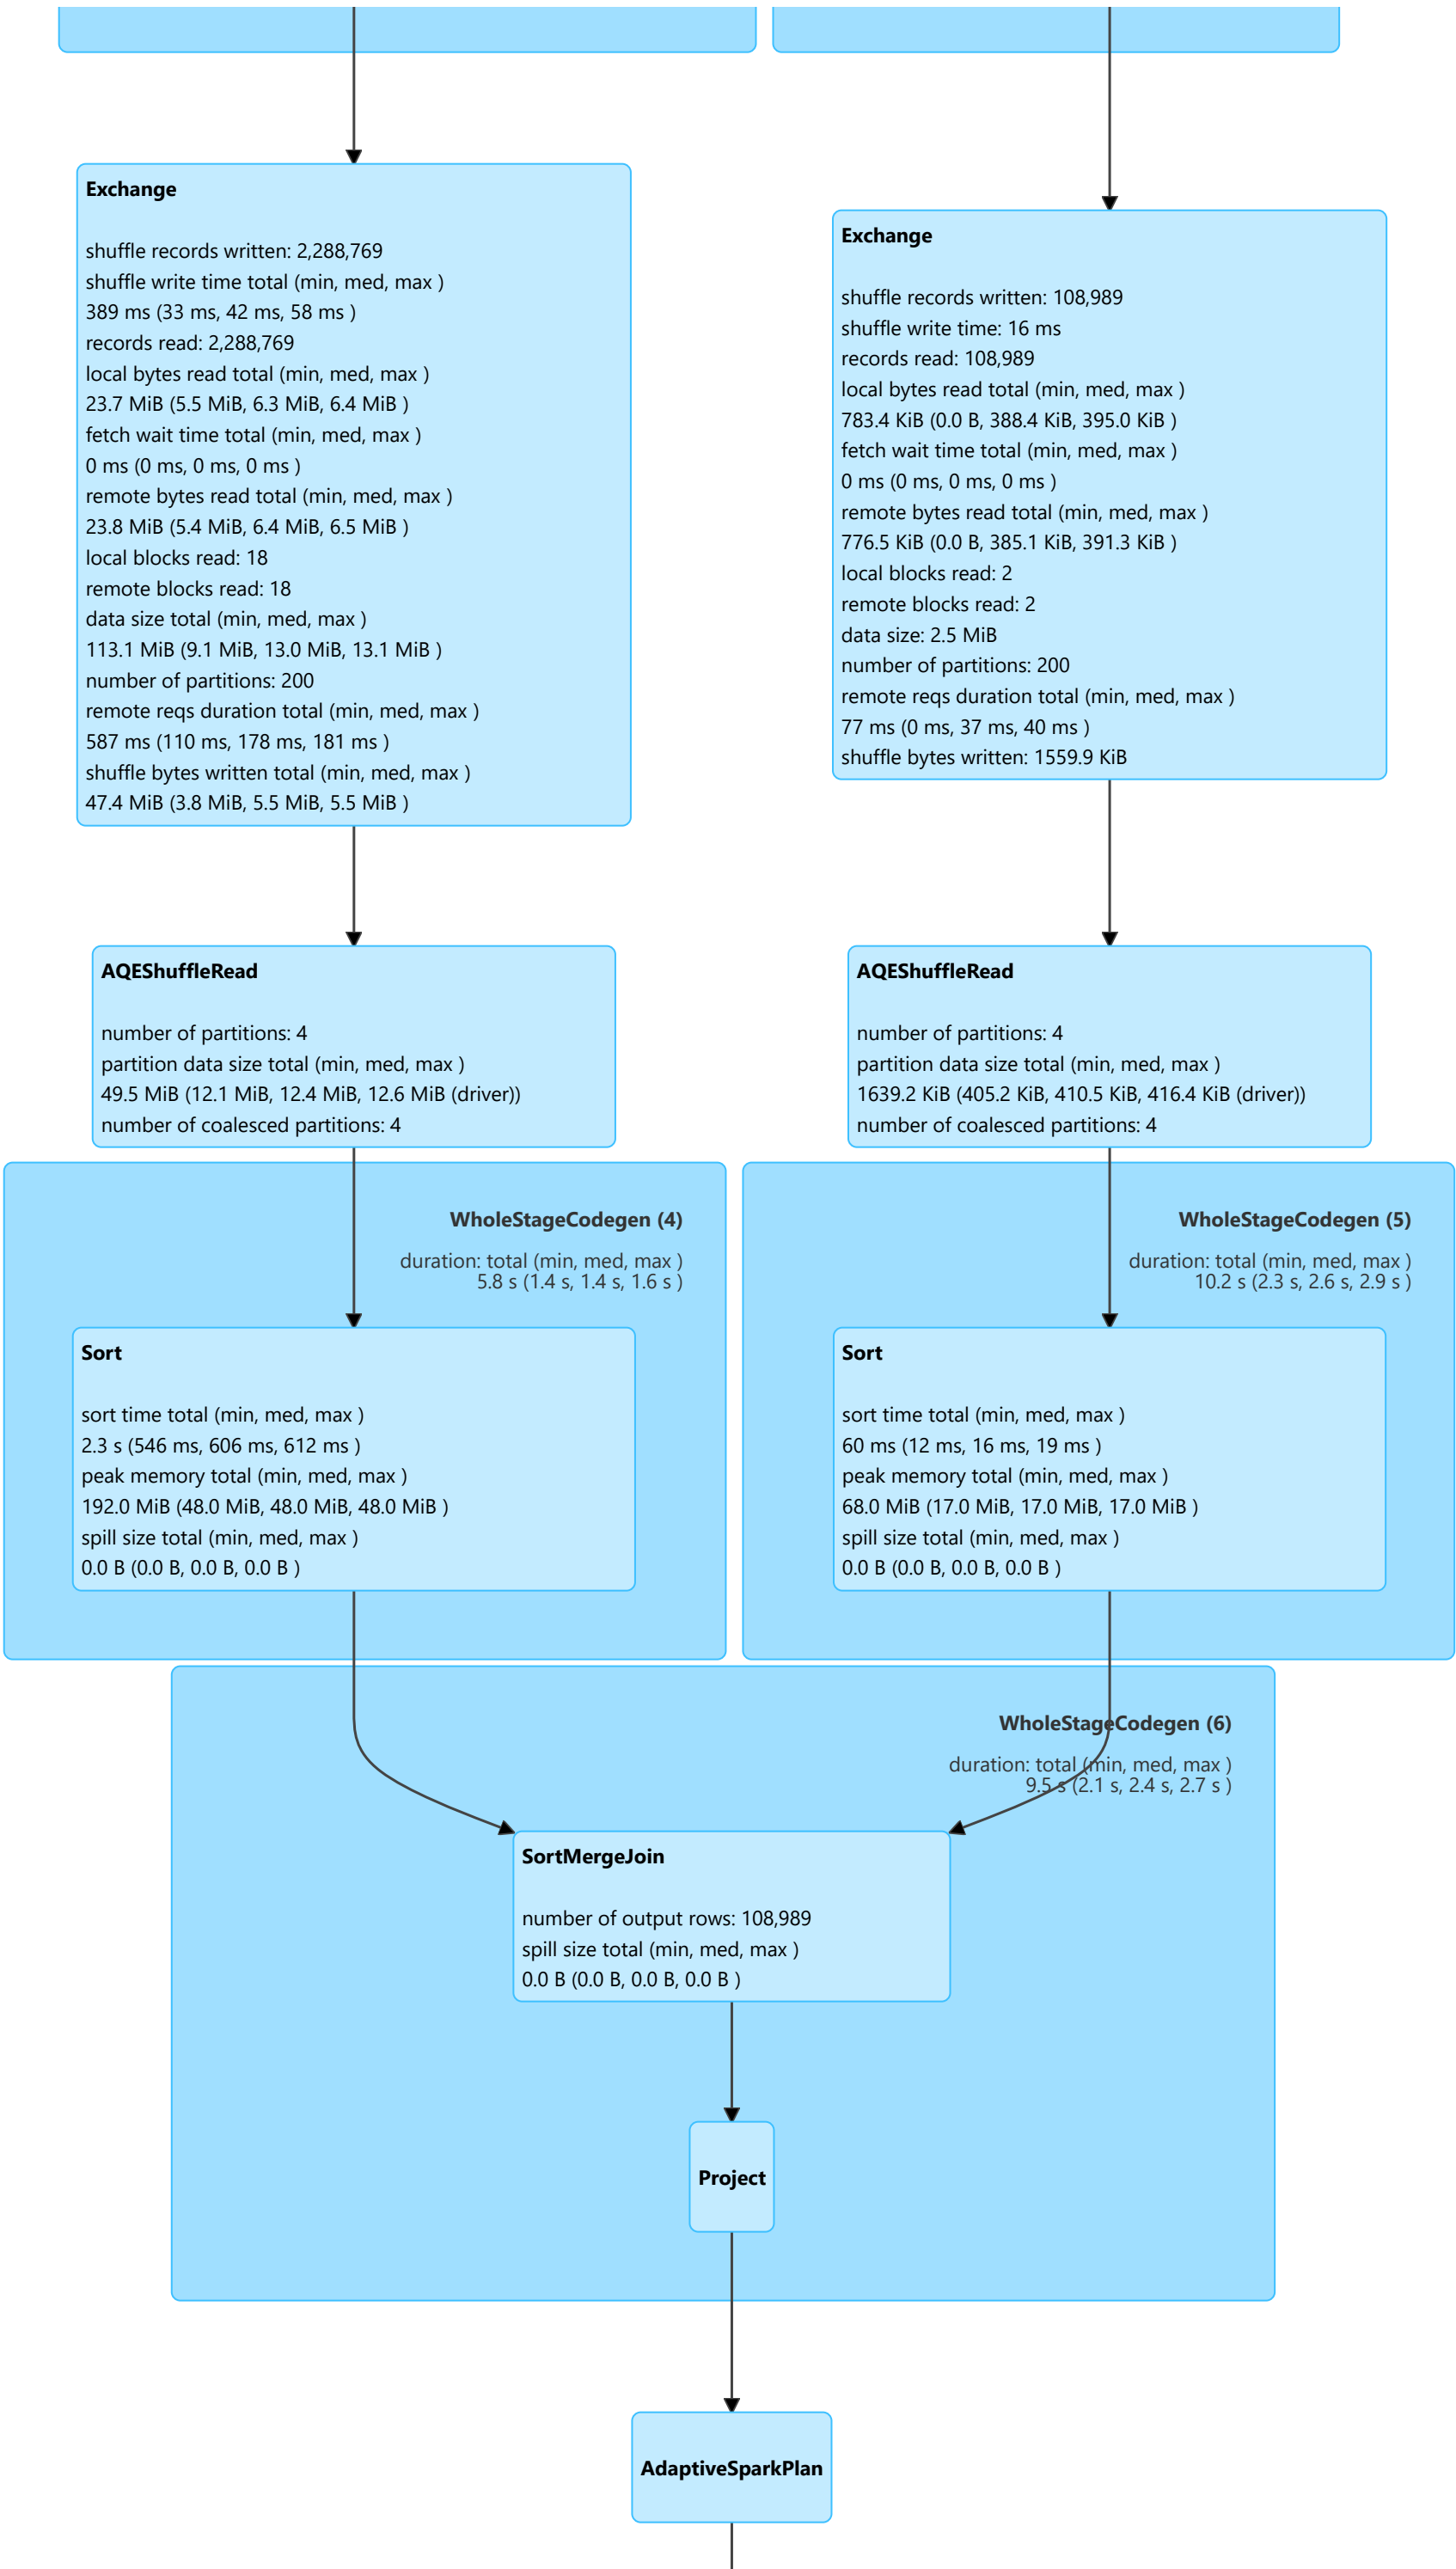 Exchange
shuffle records written: 2,288,769
shuffle write time total (min, med, max )
389 ms (33 ms, 42 ms, 58 ms )
records read: 2,288,769
local bytes read total (min, med, max )
23.7 MiB (5.5 MiB, 6.3 MiB, 6.4 MiB )
fetch wait time total (min, med, max )
0 ms (0 ms, 0 ms, 0 ms )
remote bytes read total (min, med, max )
23.8 MiB (5.4 MiB, 6.4 MiB, 6.5 MiB )
local blocks read: 18
remote blocks read: 18
data size total (min, med, max )
113.1 MiB (9.1 MiB, 13.0 MiB, 13.1 MiB )
number of partitions: 200
remote reqs duration total (min, med, max )
587 ms (110 ms, 178 ms, 181 ms )
shuffle bytes written total (min, med, max )
47.4 MiB (3.8 MiB, 5.5 MiB, 5.5 MiB )
Exchange
shuffle records written: 108,989
shuffle write time: 16 ms
records read: 108,989
local bytes read total (min, med, max )
783.4 KiB (0.0 B, 388.4 KiB, 395.0 KiB )
fetch wait time total (min, med, max )
0 ms (0 ms, 0 ms, 0 ms )
remote bytes read total (min, med, max )
776.5 KiB (0.0 B, 385.1 KiB, 391.3 KiB )
local blocks read: 2
remote blocks read: 2
data size: 2.5 MiB
number of partitions: 200
remote reqs duration total (min, med, max )
77 ms (0 ms, 37 ms, 40 ms )
shuffle bytes written: 1559.9 KiB
AQEShuffleRead
number of partitions: 4
partition data size total (min, med, max )
49.5 MiB (12.1 MiB, 12.4 MiB, 12.6 MiB (driver))
number of coalesced partitions: 4
AQEShuffleRead
number of partitions: 4
partition data size total (min, med, max )
1639.2 KiB (405.2 KiB, 410.5 KiB, 416.4 KiB (driver))
number of coalesced partitions: 4
WholeStageCodegen (4)
duration: total (min, med, max )
5.8 s (1.4 s, 1.4 s, 1.6 s )
Sort
sort time total (min, med, max )
2.3 s (546 ms, 606 ms, 612 ms )
peak memory total (min, med, max )
192.0 MiB (48.0 MiB, 48.0 MiB, 48.0 MiB )
spill size total (min, med, max )
0.0 B (0.0 B, 0.0 B, 0.0 B )
WholeStageCodegen (5)
duration: total (min, med, max )
10.2 s (2.3 s, 2.6 s, 2.9 s )
Sort
sort time total (min, med, max )
60 ms (12 ms, 16 ms, 19 ms )
peak memory total (min, med, max )
68.0 MiB (17.0 MiB, 17.0 MiB, 17.0 MiB )
spill size total (min, med, max )
0.0 B (0.0 B, 0.0 B, 0.0 B )
WholeStageCodegen (6)
duration: total (min, med, max )
9.5 s (2.1 s, 2.4 s, 2.7 s )
SortMergeJoin
number of output rows: 108,989
spill size total (min, med, max )
0.0 B (0.0 B, 0.0 B, 0.0 B )
Project
AdaptiveSparkPlan